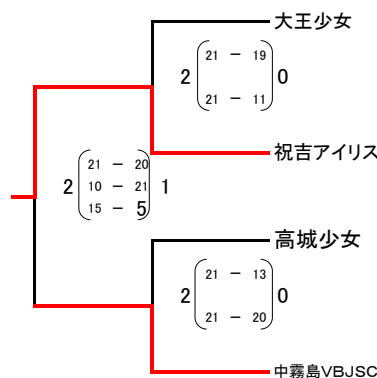 大王少女
21 － 19
2 0
21 － 11
祝吉アイリス
21 － 20
2 10 － 21 1
15 － 5
高城少女
21 － 13
2 0
21 － 20
中霧島VBJSC